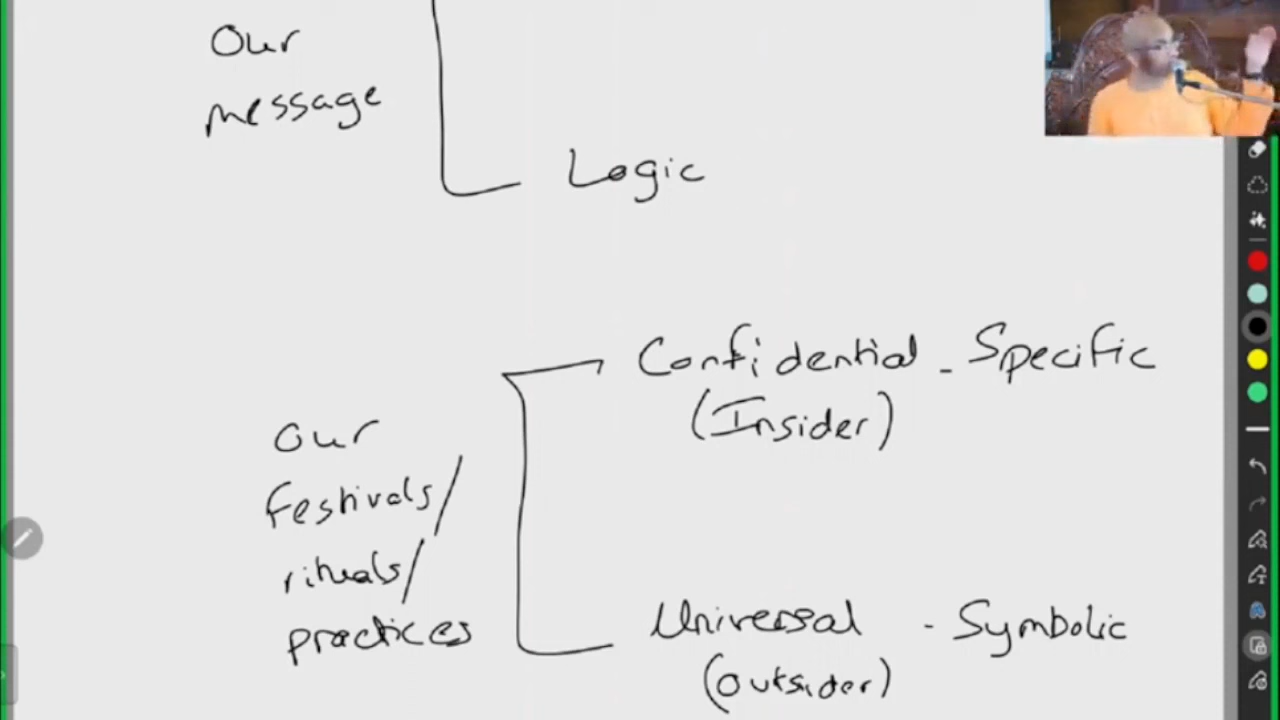 Our
message
Logic
Confidential - Specific
(Insider)
Our
festivals/
rituals/
practices
Universal - Symbolic
(Outsider)